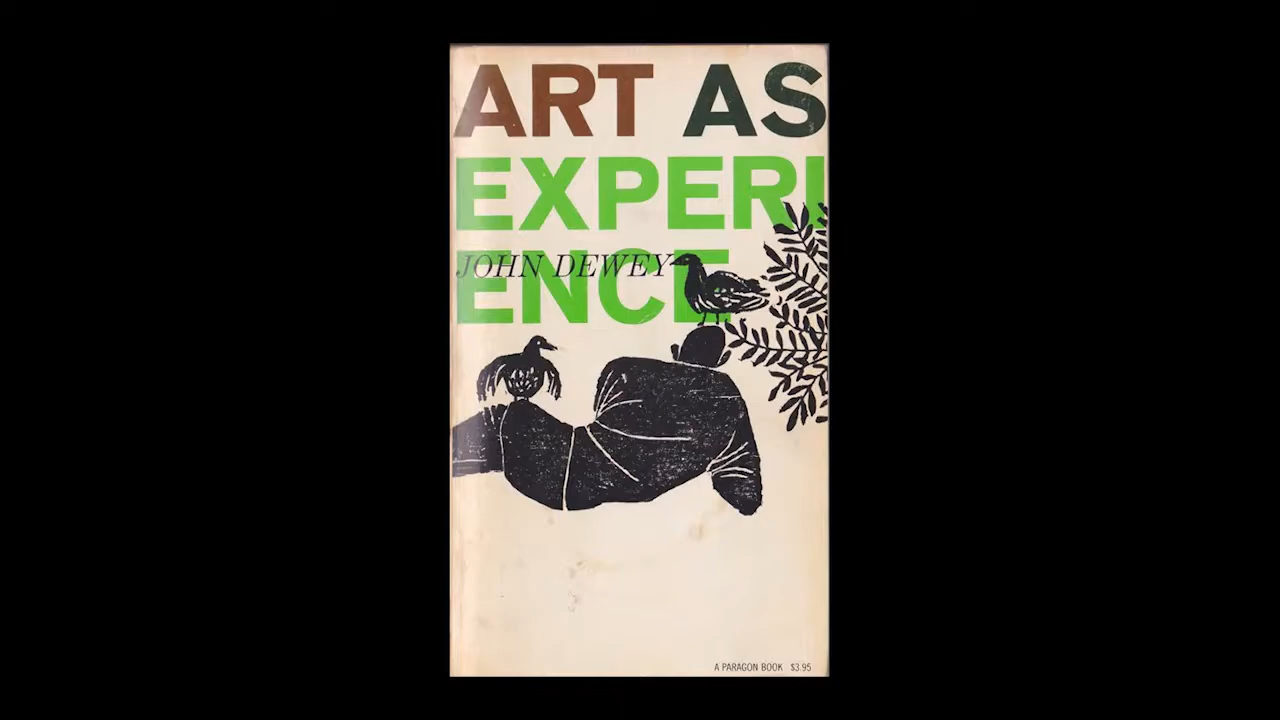 ART AS
EXPERI
ENCE
JOHN DEWEY
A PARAGON BOOK $3.95